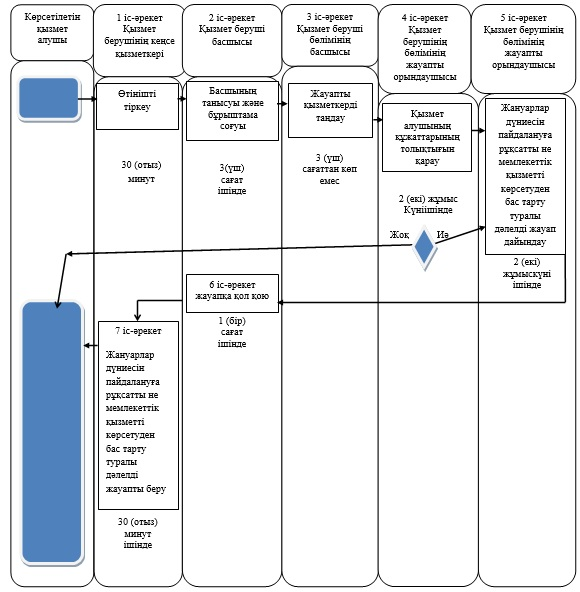 Көрсетілетін
қызмет
алушы
1 іс-әрекет
Қызмет
берушінің кеңсе
қызметкері
2 іс-әрекет
Қызмет беруші
басшысы
3 іс-әрекет
Қызмет беруші
бөлімінің
басшысы
4 іс-әрекет
Қызмет
берушінің
бөлімінің
жауапты
орындаушысы
5 іс-әрекет
Қызмет берушінің
бөлімінің
жауапты
орындаушысы
Өтінішті
тіркеу
30 (отыз)
минут
Басшының
танысуы және
бұрыштама
соғуы
3(үш)
сағат
ішінде
Жауапты
қызметкерді
таңдау
3 (үш)
сағаттан көп
емес
Қызмет
алушының
құжаттарының
толықтығын
қарау
2 (екі) жұмыс
Күніішінде
Жоқ
Иә
Жануарлар
дүниесін
пайдалануға
рұқсатты не
мемлекеттік
қызметті
көрсетуден
бас тарту
туралы
дәлелді жауап
дайындау
2 (екі)
жұмыскүні
ішінде
6 іс-әрекет
жауапқа қол қою
1 (бір)
сағат
ішінде
7 іс-әрекет
Жануарлар
дүниесін
пайдалануға
рұқсатты не
мемлекеттік
қызметті
көрсетуден
бас тарту
туралы
дәлелді
жауапты беру
30 (отыз)
минут
ішінде